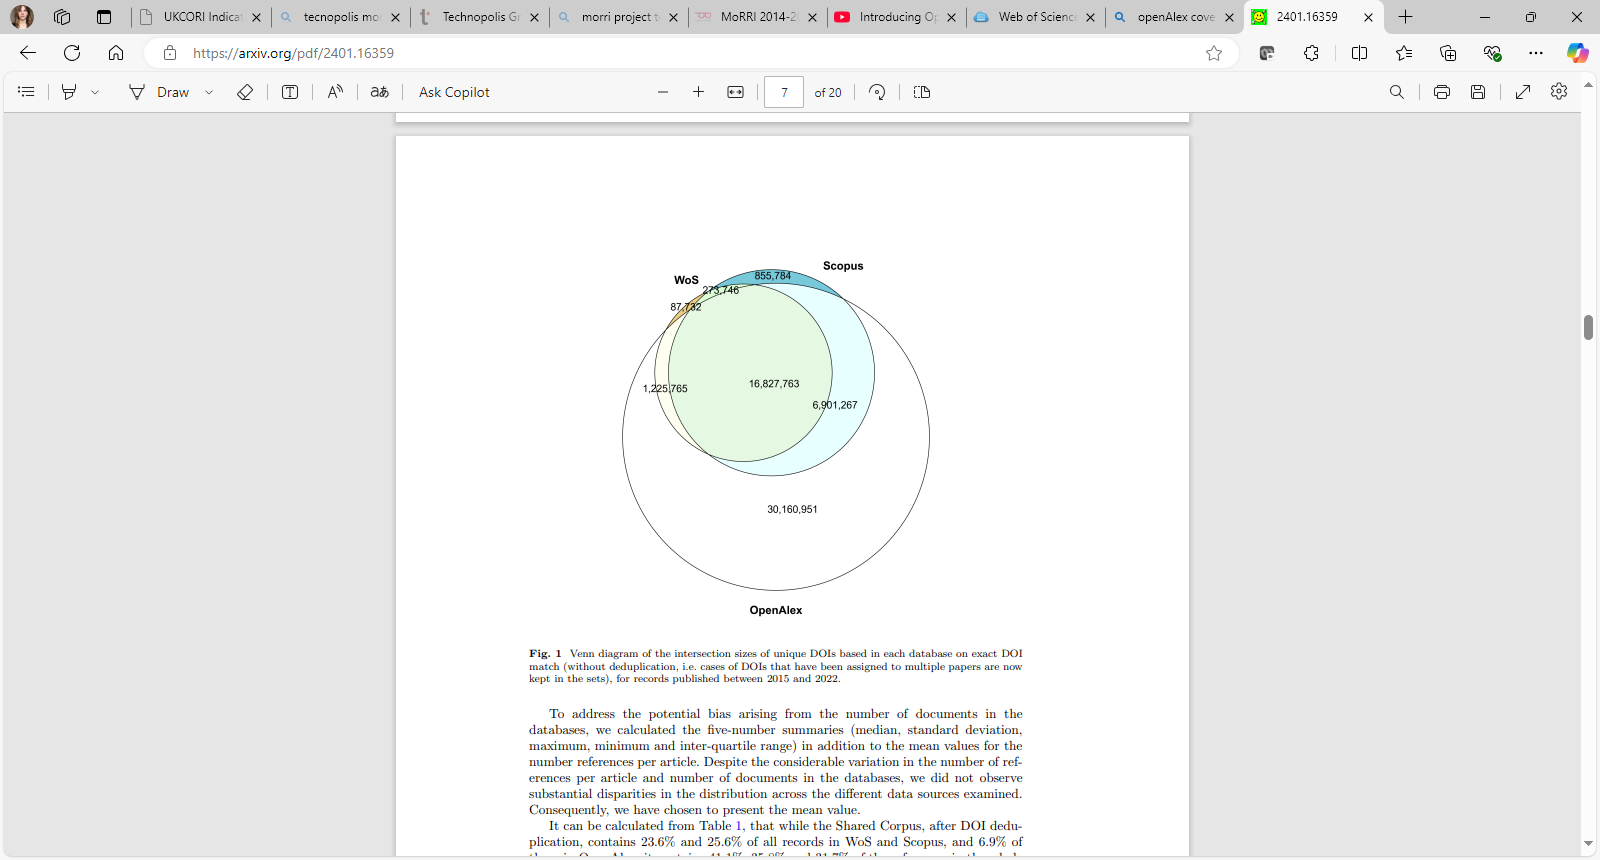 UKCORI Indica
tecnopolis mo
Technopolis Gr
morri project t
MoRRI 2014-2
Introducing Op
Web of Science
openAlex cove
2401.16359
https://arxiv.org/pdf/2401.16359
Draw
Ask Copilot
7 of 20
Scopus
855,784
WoS
273,746
87,732
16,827,763
1,225,765
6,901,267
30,160,951
OpenAlex
Fig. 1 Venn diagram of the intersection sizes of unique DOIs based in each database on exact DOI
match (without deduplication, i.e. cases of DOIs that have been assigned to multiple papers are now
kept in the sets), for records published between 2015 and 2022.
To address the potential bias arising from the number of documents in the
databases, we calculated the five-number summaries (median, standard deviation,
maximum, minimum and inter-quartile range) in addition to the mean values for the
number references per article. Despite the considerable variation in the number of ref-
erences per article and number of documents in the databases, we did not observe
substantial disparities in the distribution across the different data sources examined.
Consequently, we have chosen to present the mean value.
It can be calculated from Table 1, that while the Shared Corpus, after DOI dedu-
plication, contains 23.6% and 25.6% of all records in WoS and Scopus, and 6.9% of